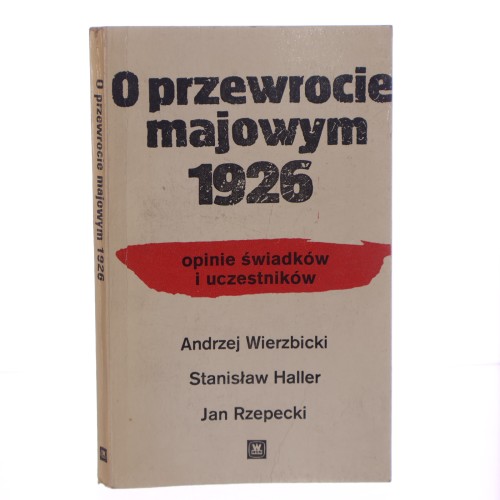 O przewrocie majowym 1926
O przewrocie
majowym
1926
opinie świadków
i uczestników
Andrzej Wierzbicki
Stanisław Haller
Jan Rzepecki
W